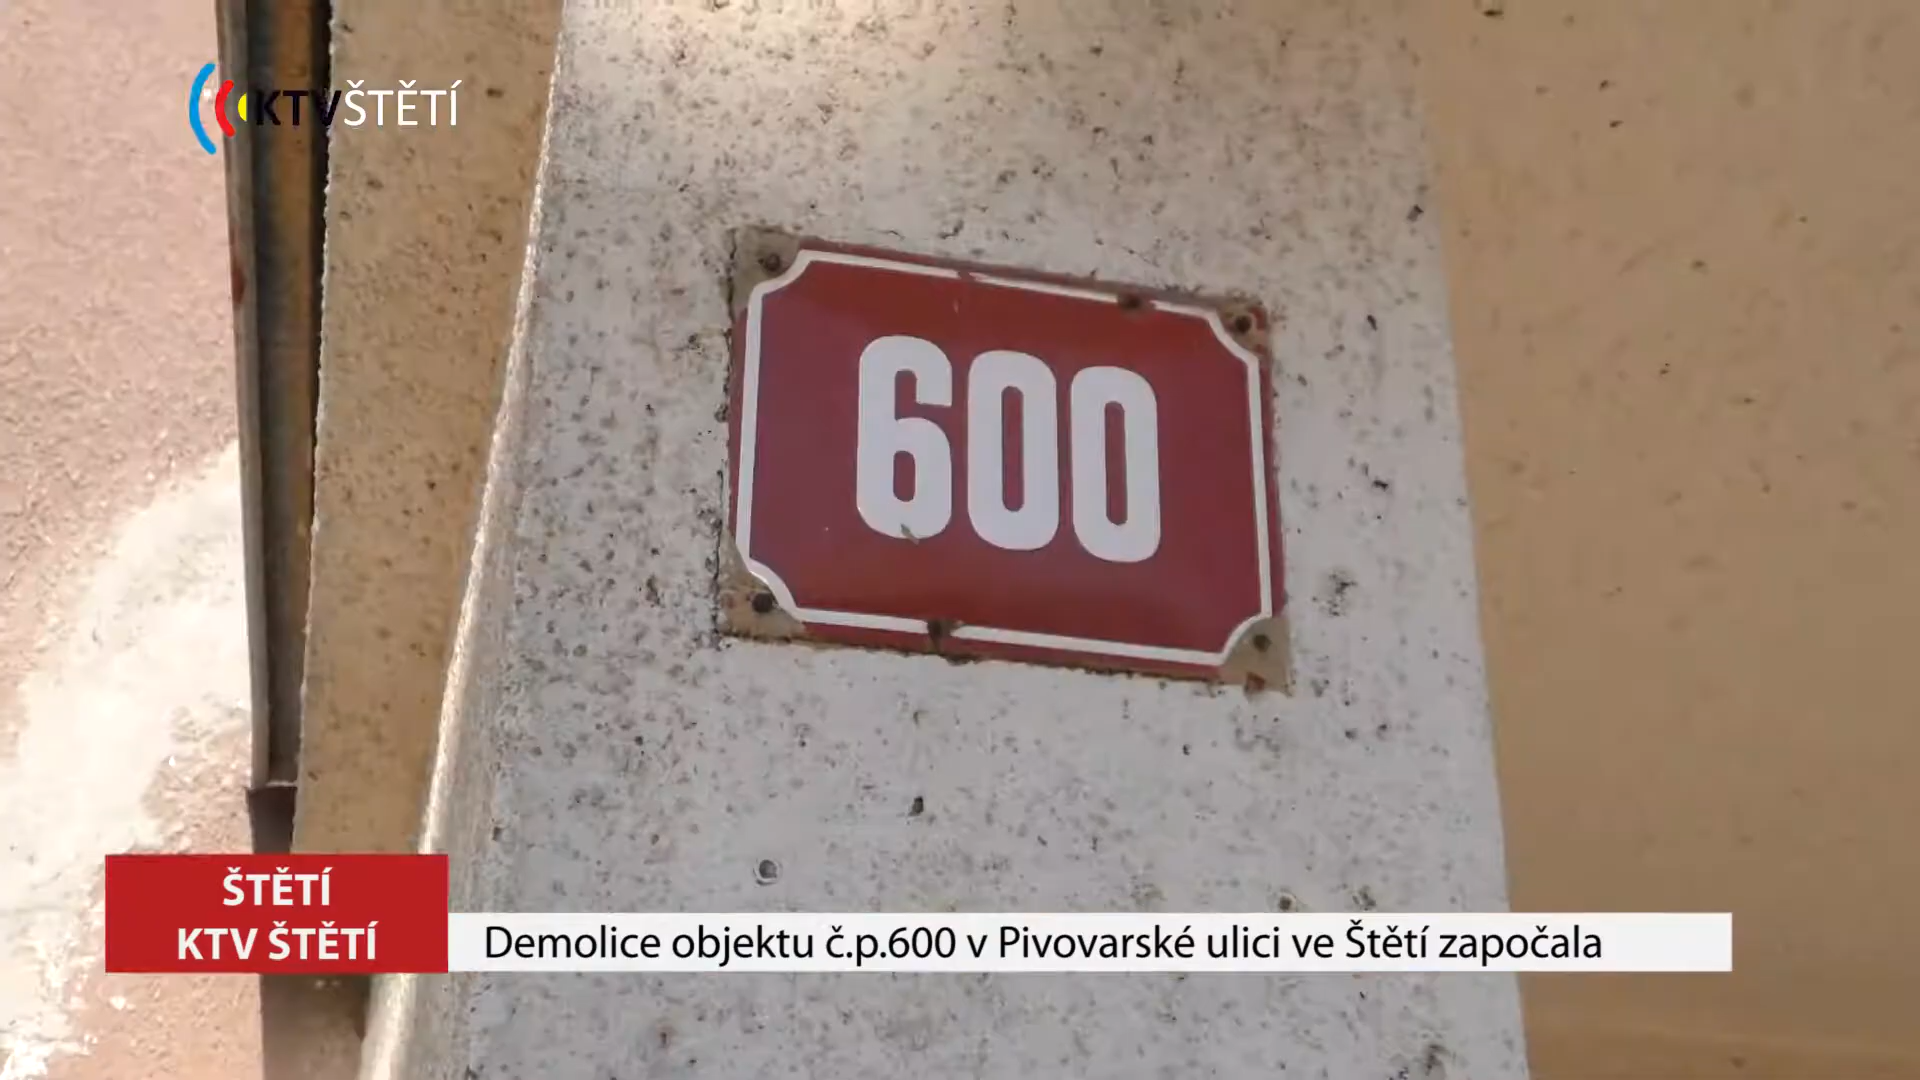 KTVŠTĚTÍ
600
ŠTĚTÍ
KTV ŠTĚTÍ
Demolice objektu č.p.600 v Pivovarské ulici ve Štětí započala